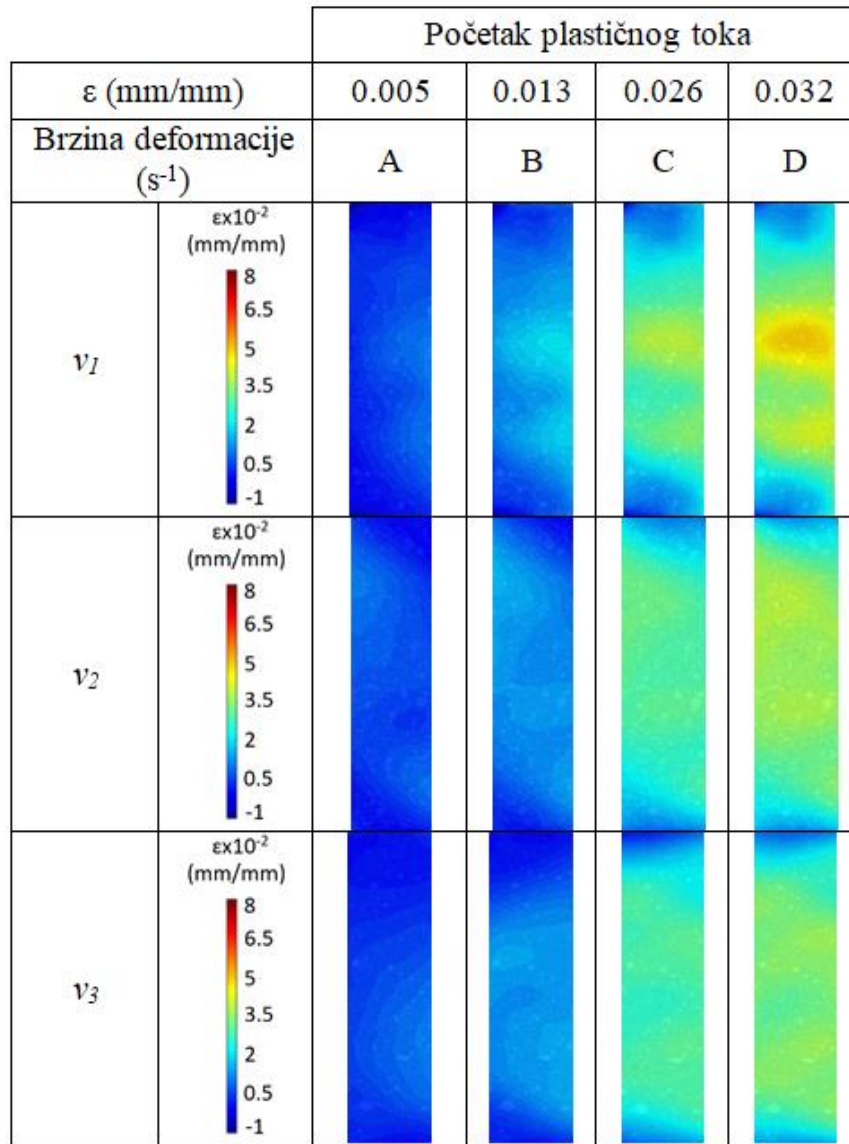 Početak plastičnog toka
ε (mm/mm) 0.005 0.013 0.026 0.032
Brzina deformacije
(s-1) A B C D
v1
εx10-2
(mm/mm)
8
6.5
5
3.5
2
0.5
-1
v2
εx10-2
(mm/mm)
8
6.5
5
3.5
2
0.5
-1
v3
εx10-2
(mm/mm)
8
6.5
5
3.5
2
0.5
-1